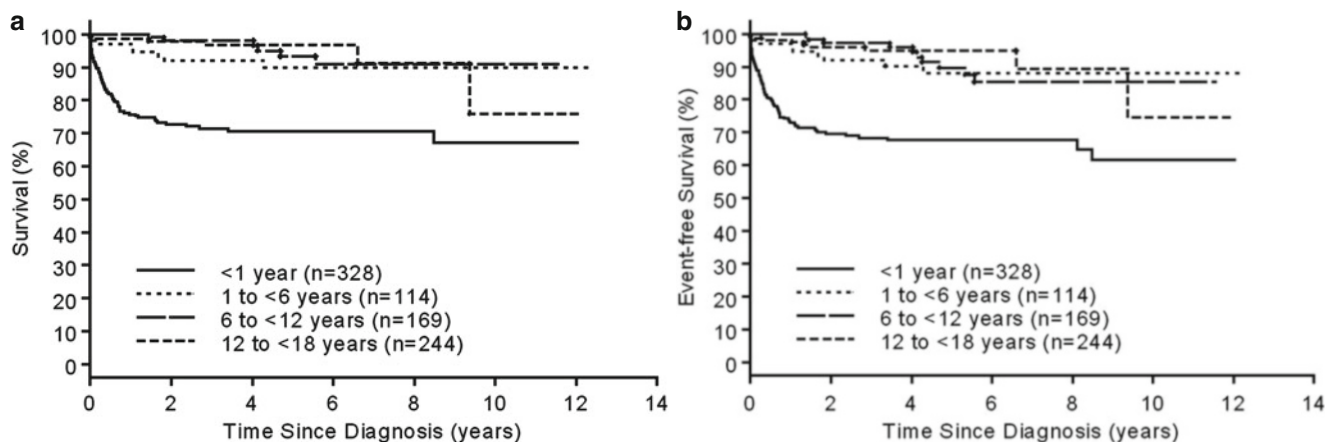 a
Survival (%)
100
90
80
70
60
50
40
30
20
10
0
<1 year (n=328)
1 to <6 years (n=114)
6 to <12 years (n=169)
12 to <18 years (n=244)
0 2 4 6 8 10 12 14
Time Since Diagnosis (years)
b
Event-free Survival (%)
100
90
80
70
60
50
40
30
20
10
0
<1 year (n=328)
1 to <6 years (n=114)
6 to <12 years (n=169)
12 to <18 years (n=244)
0 2 4 6 8 10 12 14
Time Since Diagnosis (years)